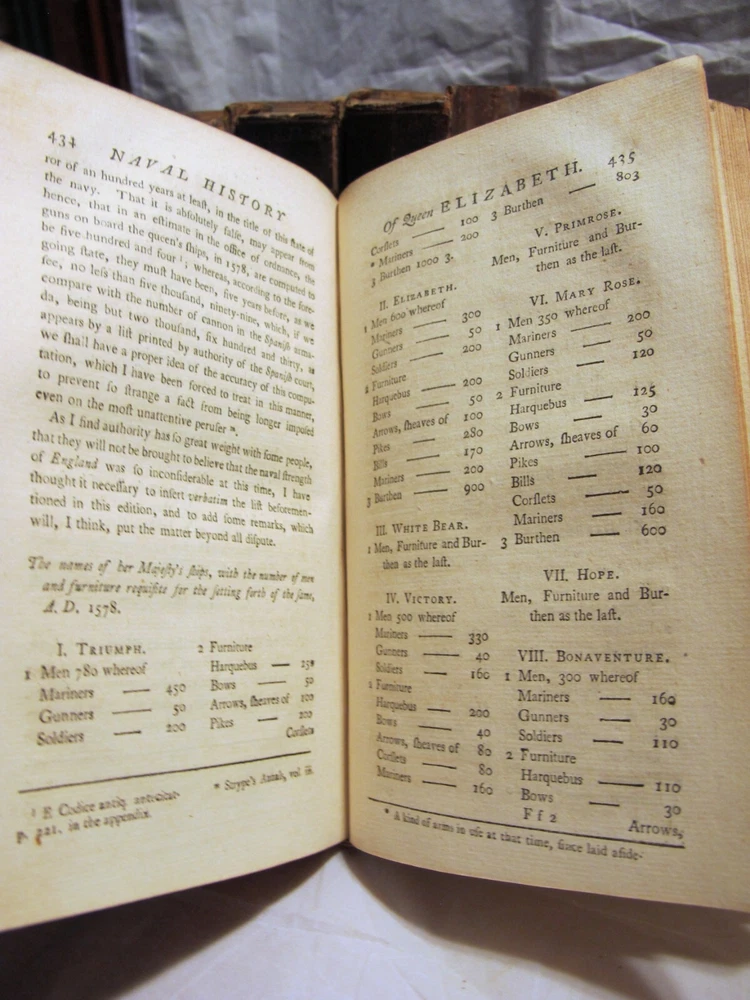 434
NAVAL HISTORY
ror of an hundred years at leaſt, in the title of this ſtate of
the navy. That it is abſolutely falſe, may appear from
hence, that in an eſtimate in the office of ordnance, the
guns on board the queen's ſhips, in 1578, are computed to
be five hundred and four; whereas, according to the fore-
going ſtate, they muſt have been, five years before, as we
ſee, no leſs than five thouſand, ninety-nine, which, if we
compare with the number of cannon in the Spaniſh arma-
da, being but two thouſand, ſix hundred and thirty, as
appears by a liſt printed by authority of the Spaniſh court,
we ſhall have a proper idea of the accuracy of this compu-
tation, which I have been forced to treat in this manner,
to prevent ſo ſtrange a fact from being longer impoſed
even on the moſt unattentive peruſer.
As I find authority has ſo great weight with ſome people,
that they will not be brought to believe that the naval ſtrength
of England was ſo inconſiderable at this time, I have
thought it neceſſary to inſert verbatim the liſt beforemen-
tioned in this edition, and to add ſome remarks, which
will, I think, put the matter beyond all diſpute.
The names of her Majeſty's ſhips, with the number of men
and furniture requiſite for the ſetting forth of the ſame,
A. D. 1578.
I. TRIUMPH.
1 Men 780 whereof
Mariners — 450
Gunners — 50
Soldiers — 200
2 Furniture
Harquebus — 250
Bows — 50
Arrows, ſheaves of 100
Pikes — 200
Corſlets
E Codice antiq.
P. 221. in the appendix.
* Strype's Annals, vol. iii.
Of Queen ELIZABETH. 435
Corſlets — 100
* Mariners — 200
3 Burthen 1000 3.
II. ELIZABETH.
1 Men 600 whereof
Mariners — 300
Gunners — 50
Soldiers — 200
2 Furniture
Harquebus — 200
Bows — 50
Arrows, ſheaves of 100
Pikes — 280
Bills — 170
Mariners — 200
3 Burthen — 900
III. WHITE BEAR.
1 Men, Furniture and Bur-
then as the laſt.
IV. VICTORY.
1 Men 500 whereof
Mariners — 330
Gunners — 40
Soldiers — 160
2 Furniture
Harquebus — 200
Bows — 40
Arrows, ſheaves of 80
Corſlets — 80
Mariners — 160
3 Burthen — 803
V. PRIMROSE.
Men, Furniture and Bur-
then as the laſt.
VI. MARY ROSE.
1 Men 350 whereof
Mariners — 200
Gunners — 50
Soldiers — 120
2 Furniture
Harquebus — 125
Bows — 30
Arrows, ſheaves of 60
Pikes — 100
Bills — 120
Corſlets — 50
Mariners — 160
3 Burthen — 600
VII. HOPE.
Men, Furniture and Bur-
then as the laſt.
VIII. BONAVENTURE.
1 Men, 300 whereof
Mariners — 160
Gunners — 30
Soldiers — 110
2 Furniture
Harquebus — 110
Bows — 30
F f 2
Arrows,
* A kind of arms in uſe at that time, ſince laid aſide.